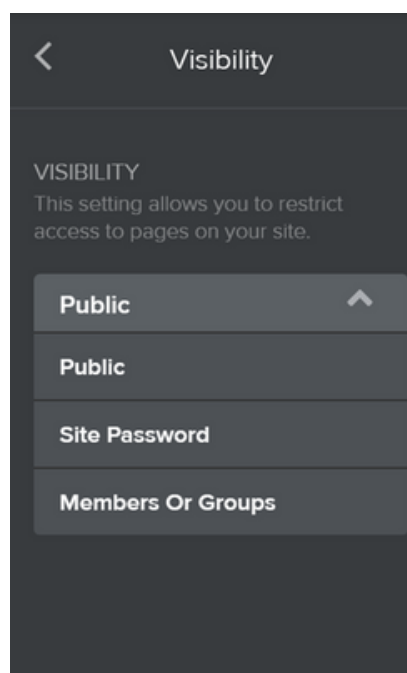 Visibility
VISIBILITY
This setting allows you to restrict
access to pages on your site.
Public
Public
Site Password
Members Or Groups